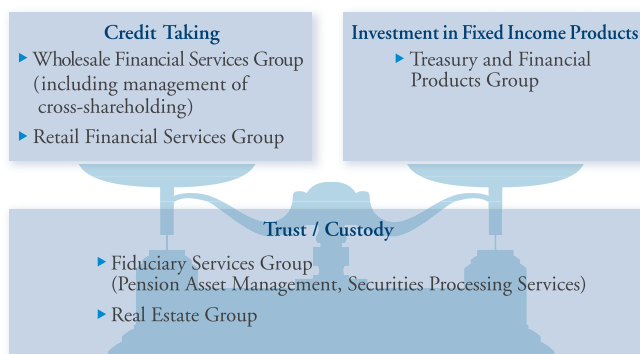 Credit Taking
Wholesale Financial Services Group
(including management of
cross-shareholding)
Retail Financial Services Group
Investment in Fixed Income Products
Treasury and Financial
Products Group
Trust / Custody
Fiduciary Services Group
(Pension Asset Management, Securities Processing Services)
Real Estate Group